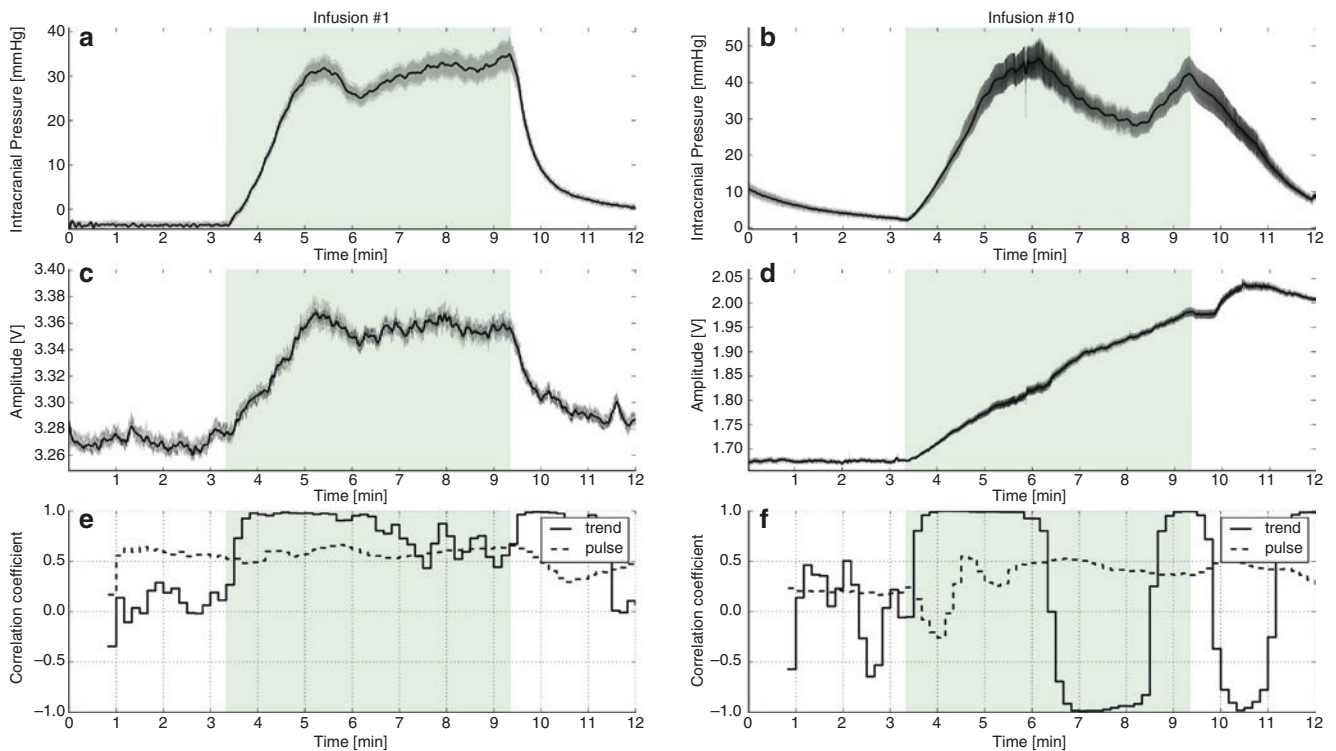 Infusion #1
a
Intracranial Pressure [mmHg]
40
30
24
40
0
0 1 2 3 4 5 6 7 8 9 10 11 12
Time [min]
Infusion #10
b
Intracranial Pressure [mmHg]
50
40
30
20
10
0
0 1 2 3 4 5 6 7 8 9 10 11 12
Time [min]
c
Amplitude [V]
3.40
3.38
3.36
3.34
3.30
3.28
3.26
0 1 2 3 4 5 6 7 8 9 10 11 12
Time [min]
d
Amplitude [V]
2.05
2.00
1.95
1.90
1.80
1.70
0 1 2 3 4 5 6 7 8 9 10 11 12
Time [min]
e
Correlation coefficient
1.0
0.5
0.0
–0.5
–1.0
trend
pulse
0 1 2 3 4 5 6 7 8 9 10 11 12
Time [min]
f
Correlation coefficient
1.0
0.5
0.0
–0.5
–1.0
trend
pulse
0 1 2 3 4 5 6 7 8 9 10 11 12
Time [min]